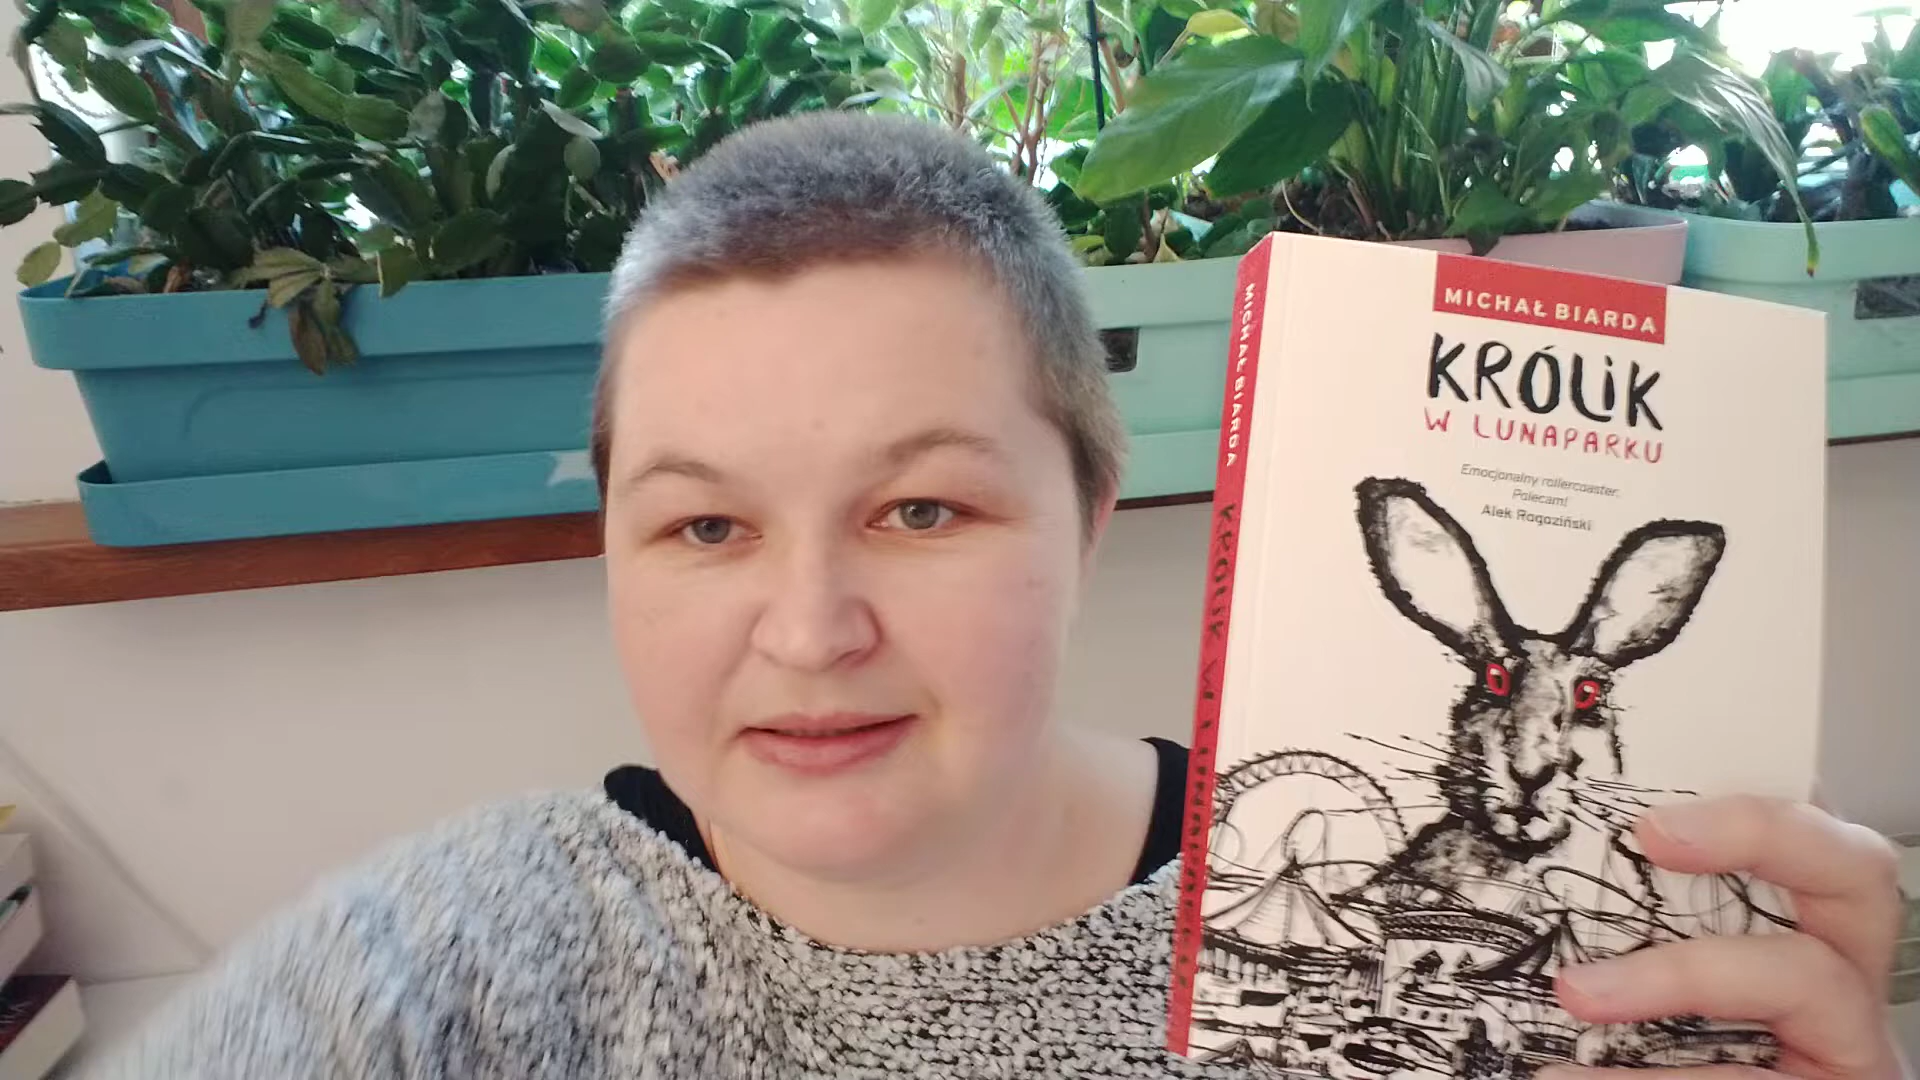 MICHAŁ BIARDA
KRÓLiK
W LUNAPARKU
Emocjonalny rollercoaster.
Polecam!
Alek Rogoziński
MICHAŁ BIARDA KRÓLIK W LUNAPARKU